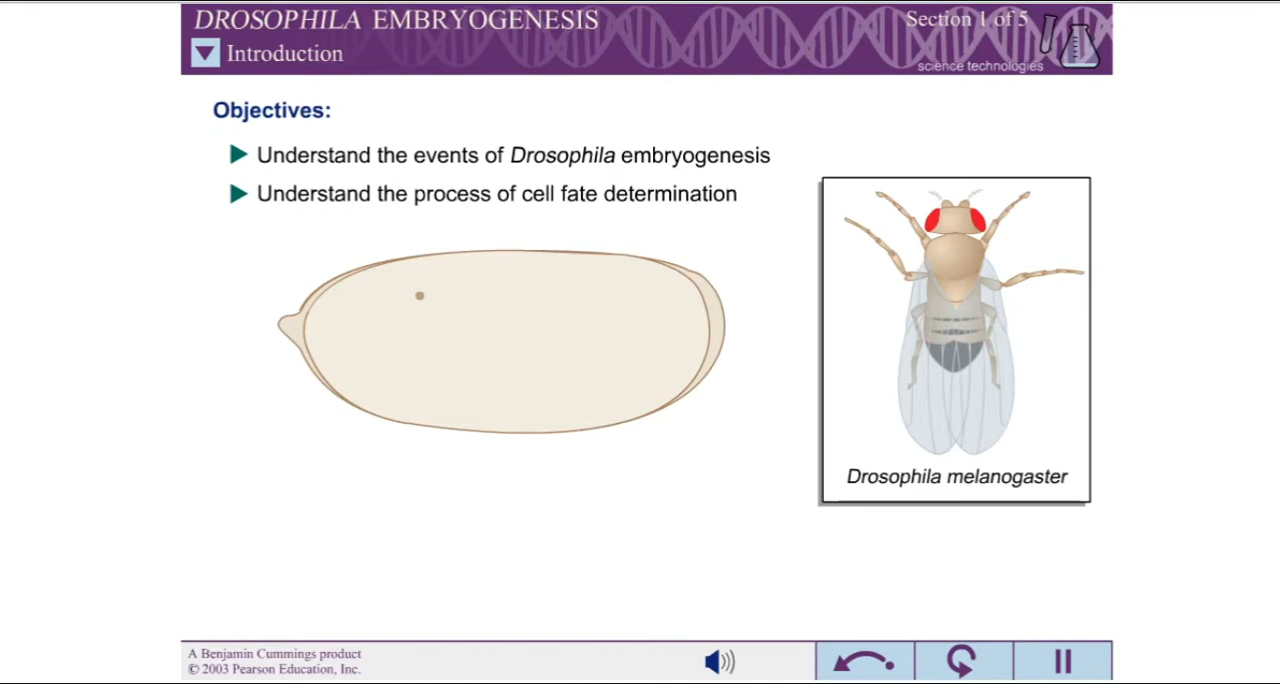 DROSOPHILA EMBRYOGENESIS
Section 1 of 5
Introduction
science technologies
Objectives:
Understand the events of Drosophila embryogenesis
Understand the process of cell fate determination
Drosophila melanogaster
A Benjamin Cummings product
© 2003 Pearson Education, Inc.